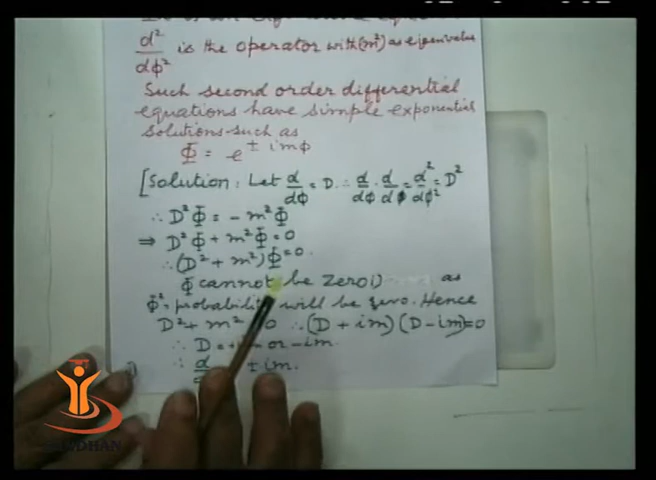 d²/dφ² is the operator with (m²) as eigenvalue
Such second order differential
equations have simple exponential
solutions such as
Φ = e^{± imφ}
[Solution: Let d/dφ = D ∴ d/dφ · d/dφ = d²/dφ² = D²
∴ D²Φ = - m²Φ
⇒ D²Φ + m²Φ = 0
∴ (D² + m²)Φ = 0.
Φ cannot be zero as
Φ² probability will be zero. Hence
D² + m² 0 ∴ (D + im)(D - im) = 0
∴ D = + or - im.
∴ d ± im.